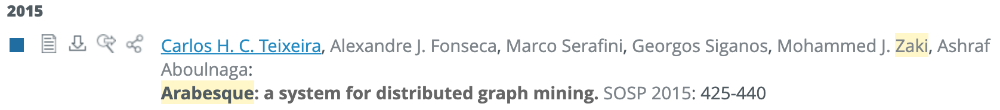 2015
Carlos H. C. Teixeira, Alexandre J. Fonseca, Marco Serafini, Georgos Siganos, Mohammed J. Zaki, Ashraf
Aboulnaga:
Arabesque: a system for distributed graph mining. SOSP 2015: 425-440